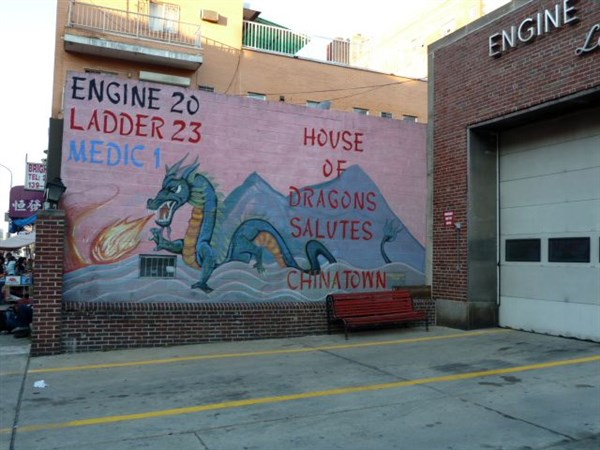 ENGINE 20
LADDER 23
MEDIC 1
HOUSE
OF
DRAGONS
SALUTES
CHINATOWN
ENGINE